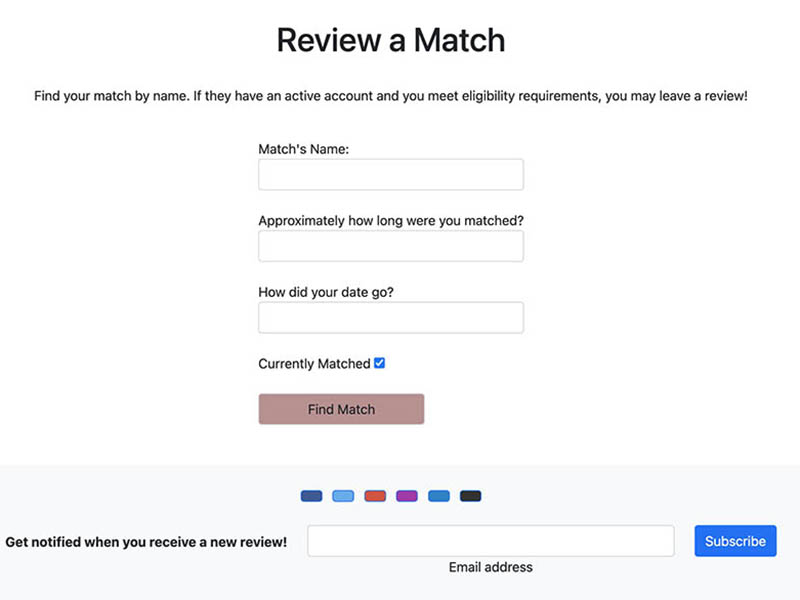 Review a Match
Find your match by name. If they have an active account and you meet eligibility requirements, you may leave a review!
Match's Name:
Approximately how long were you matched?
How did your date go?
Currently Matched
Find Match
Get notified when you receive a new review!
Subscribe
Email address